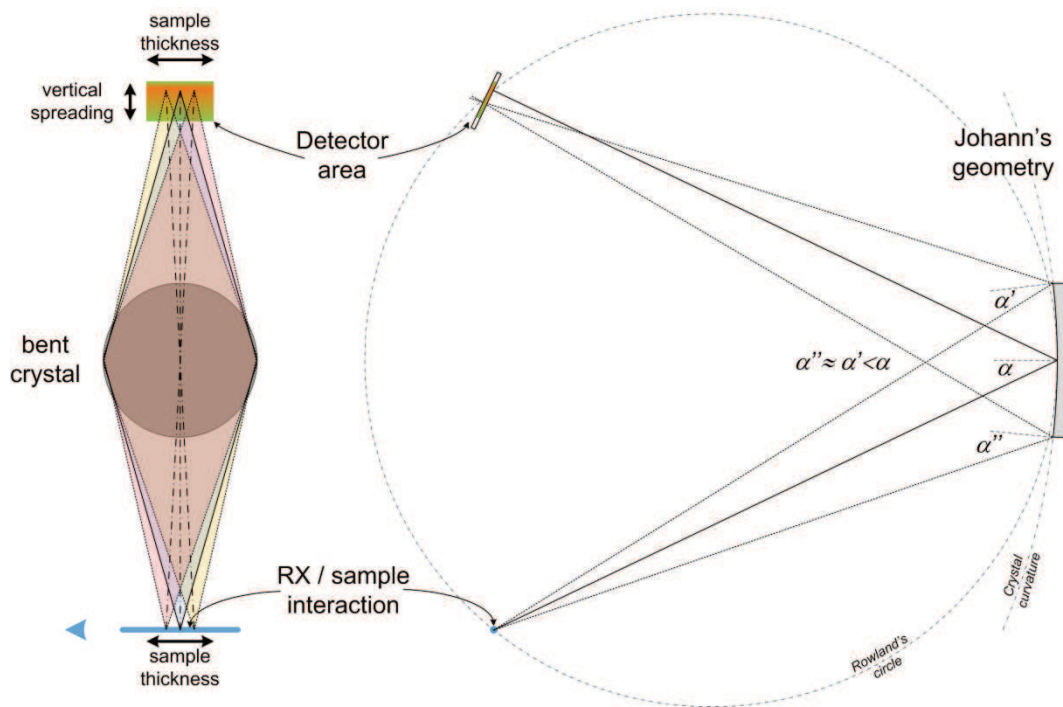 sample
thickness
vertical
spreading
Detector
area
Johann's
geometry
α'
α''≈ α'<α
α
α''
bent
crystal
RX / sample
interaction
sample
thickness
Crystal
curvature
Rowland's
circle